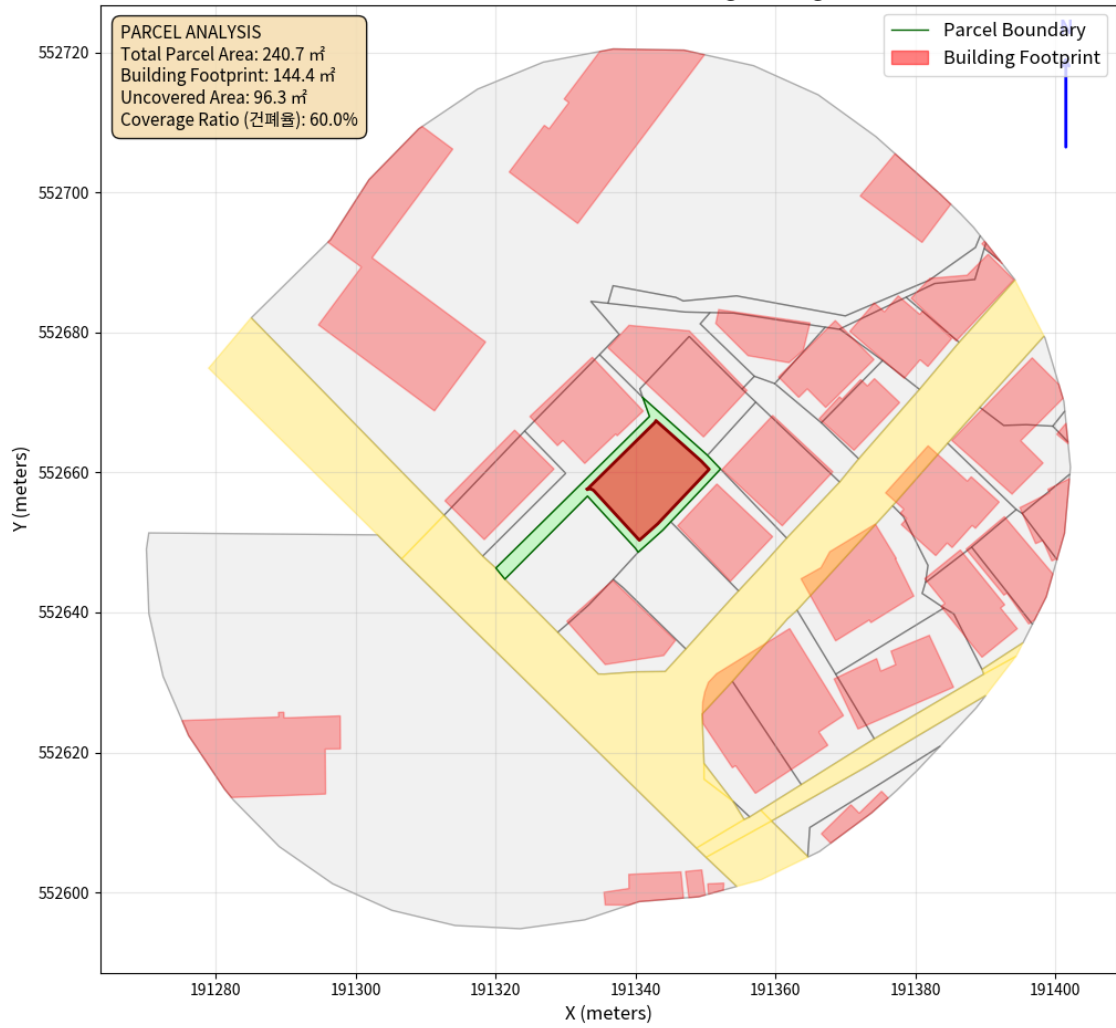 PARCEL ANALYSIS
Total Parcel Area: 240.7 ㎡
Building Footprint: 144.4 ㎡
Uncovered Area: 96.3 ㎡
Coverage Ratio (건폐율): 60.0%
Parcel Boundary
Building Footprint
N
552720
552700
552680
552660
552640
552620
552600
Y (meters)
191280
191300
191320
191340
191360
191380
191400
X (meters)